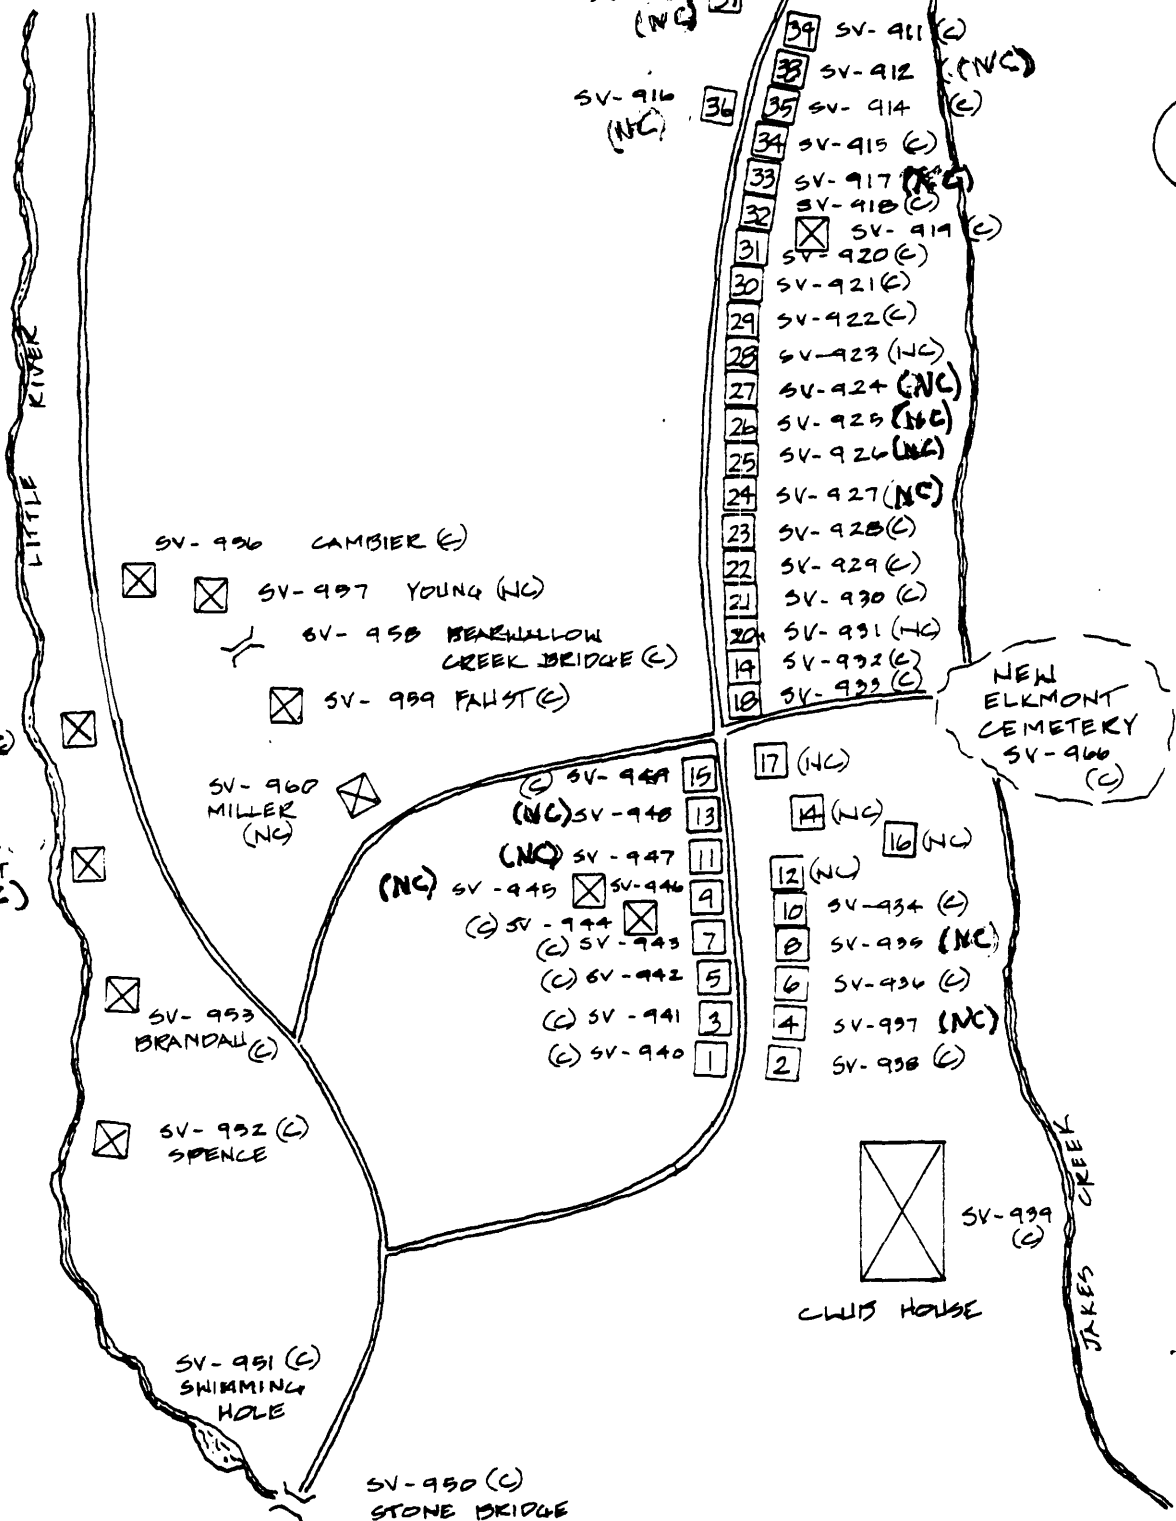 (NC) 37
39 SV-911 (C)
38 SV-912 (NC)
SV-916 36 35 SV-914 (C)
(NC)
34 SV-915 (C)
33 SV-917
32 SV-918 (C)
SV-919 (C)
31 SV-920 (C)
30 SV-921 (C)
29 SV-922 (C)
28 SV-923 (NC)
27 SV-924 (NC)
26 SV-925 (NC)
25 SV-926 (NC)
24 SV-927 (NC)
23 SV-928 (C)
22 SV-929 (C)
21 SV-930 (C)
20 SV-931 (NC)
19 SV-932 (C)
18 SV-933 (C)
LITTLE RIVER
SV-956 CAMBIER (C)
SV-957 YOUNG (NC)
SV-958 BEARWALLOW
CREEK BRIDGE (C)
SV-959 FAUST (C)
SV-960
MILLER
(NC)
NEW
ELKMONT
CEMETERY
SV-966
(C)
(C) SV-949 15
(NC) SV-948 13
(NC) SV-947 11
(NC) SV-945 SV-946 9
(C) SV-944
(C) SV-943 7
(C) SV-942 5
(C) SV-941 3
(C) SV-940 1
17 (NC)
14 (NC)
16 (NC)
12 (NC)
10 SV-934 (C)
8 SV-935 (NC)
6 SV-936 (C)
4 SV-937 (NC)
2 SV-938 (C)
SV-953
BRANDAU (C)
SV-952 (C)
SPENCE
SV-939
(C)
CLUB HOUSE
JAKES CREEK
SV-951 (C)
SWIMMING
HOLE
SV-950 (C)
STONE BRIDGE